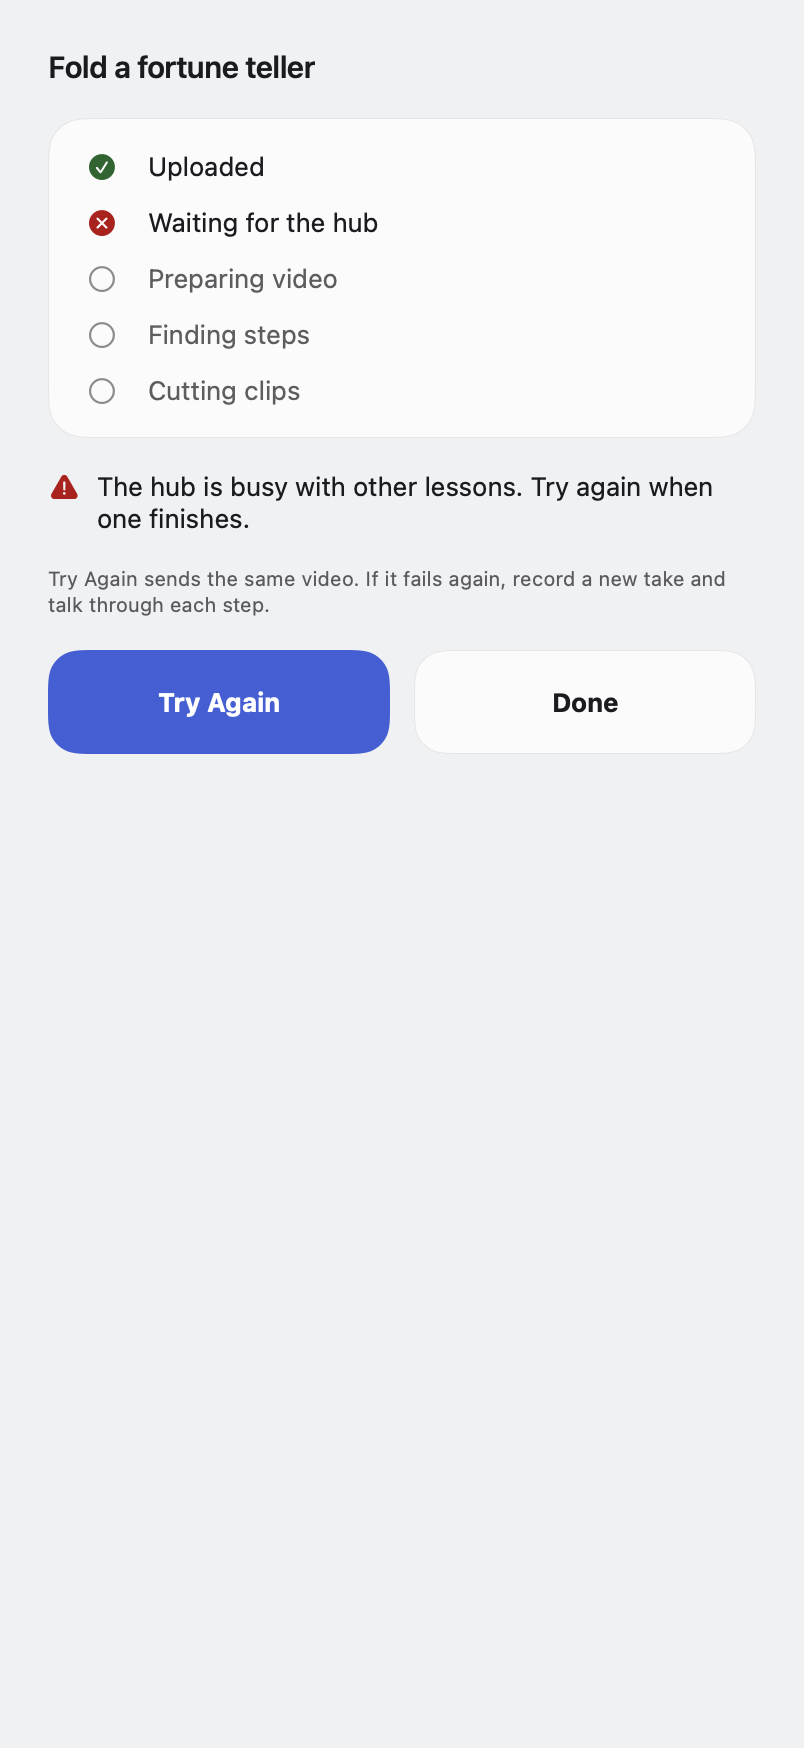 Fold a fortune teller
Uploaded
Waiting for the hub
Preparing video
Finding steps
Cutting clips
The hub is busy with other lessons. Try again when
one finishes.
Try Again sends the same video. If it fails again, record a new take and
talk through each step.
Try Again
Done